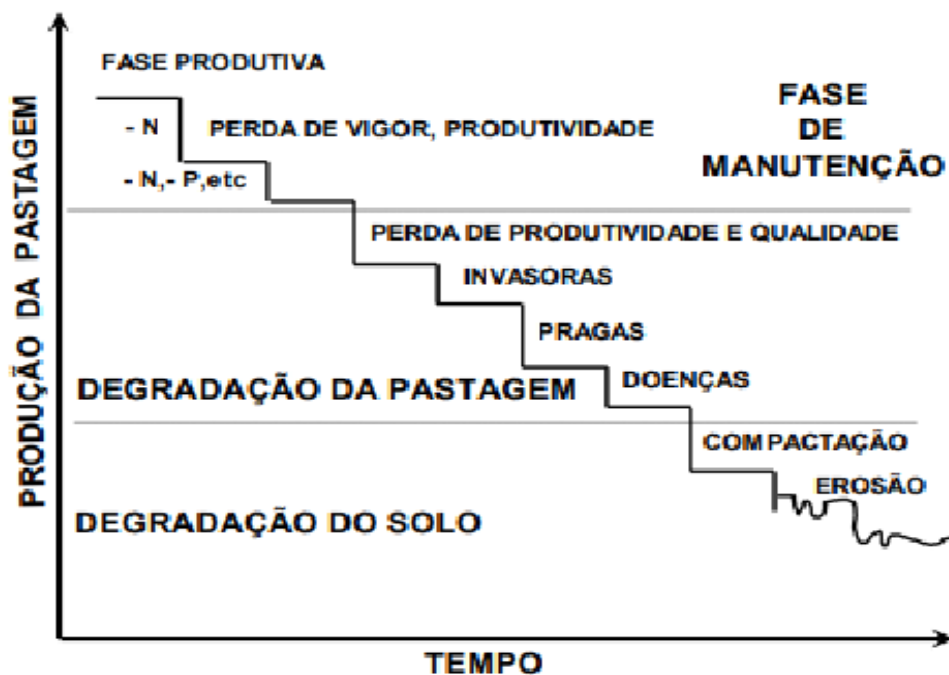 FASE PRODUTIVA
- N
PERDA DE VIGOR, PRODUTIVIDADE
- N,- P,etc
FASE
DE
MANUTENÇÃO
PERDA DE PRODUTIVIDADE E QUALIDADE
INVASORAS
PRAGAS
DEGRADAÇÃO DA PASTAGEM
DOENÇAS
COMPACTAÇÃO
EROSÃO
DEGRADAÇÃO DO SOLO
PRODUÇÃO DA PASTAGEM
TEMPO